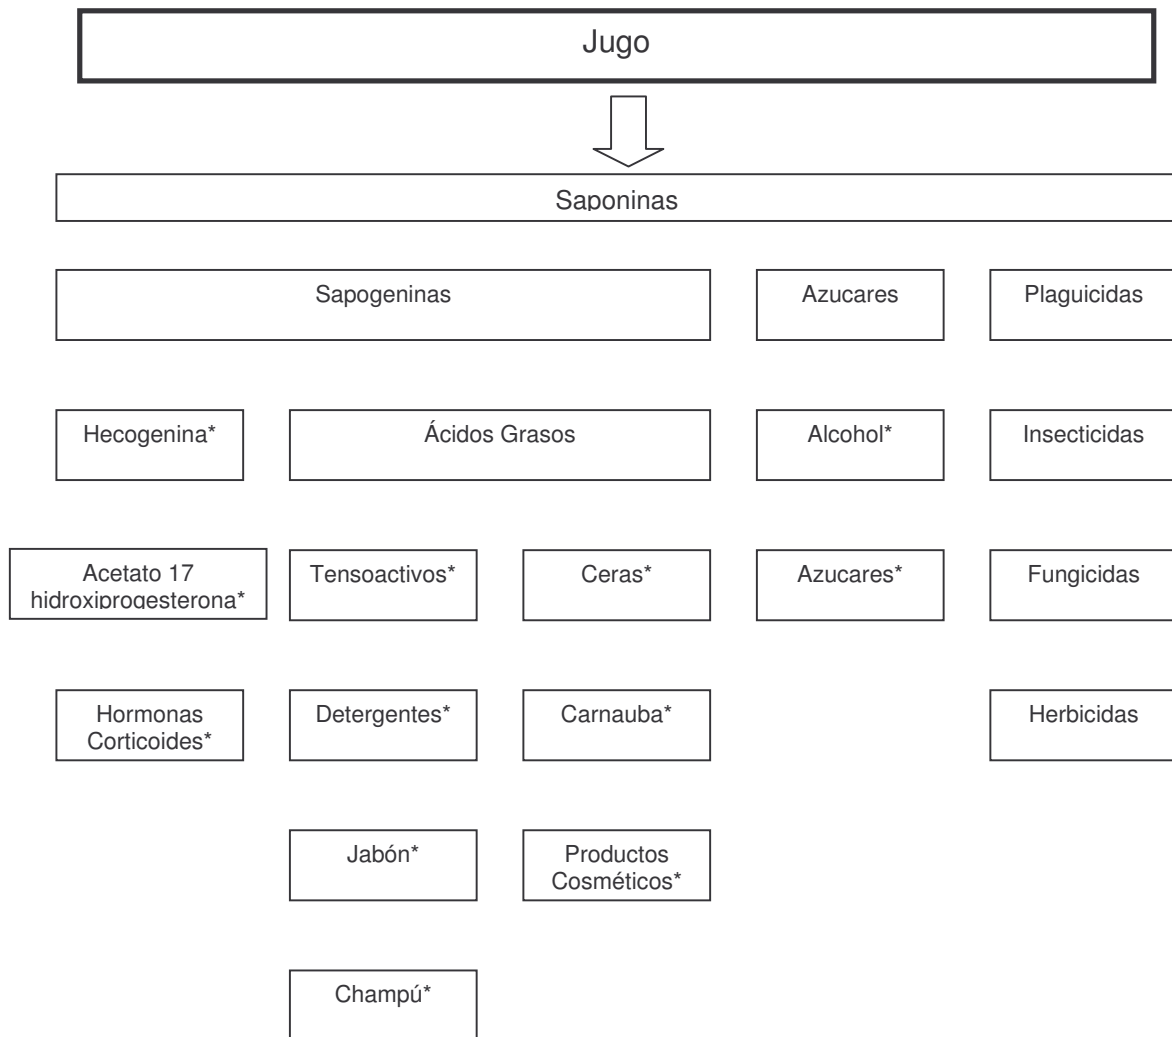 Jugo
Saponinas
Sapogeninas
Azucares
Plaguicidas
Hecogenina*
Ácidos Grasos
Alcohol*
Insecticidas
Acetato 17
hidroxiprogesterona*
Tensoactivos*
Ceras*
Azucares*
Fungicidas
Hormonas
Corticoides*
Detergentes*
Carnauba*
Herbicidas
Jabón*
Productos
Cosméticos*
Champú*